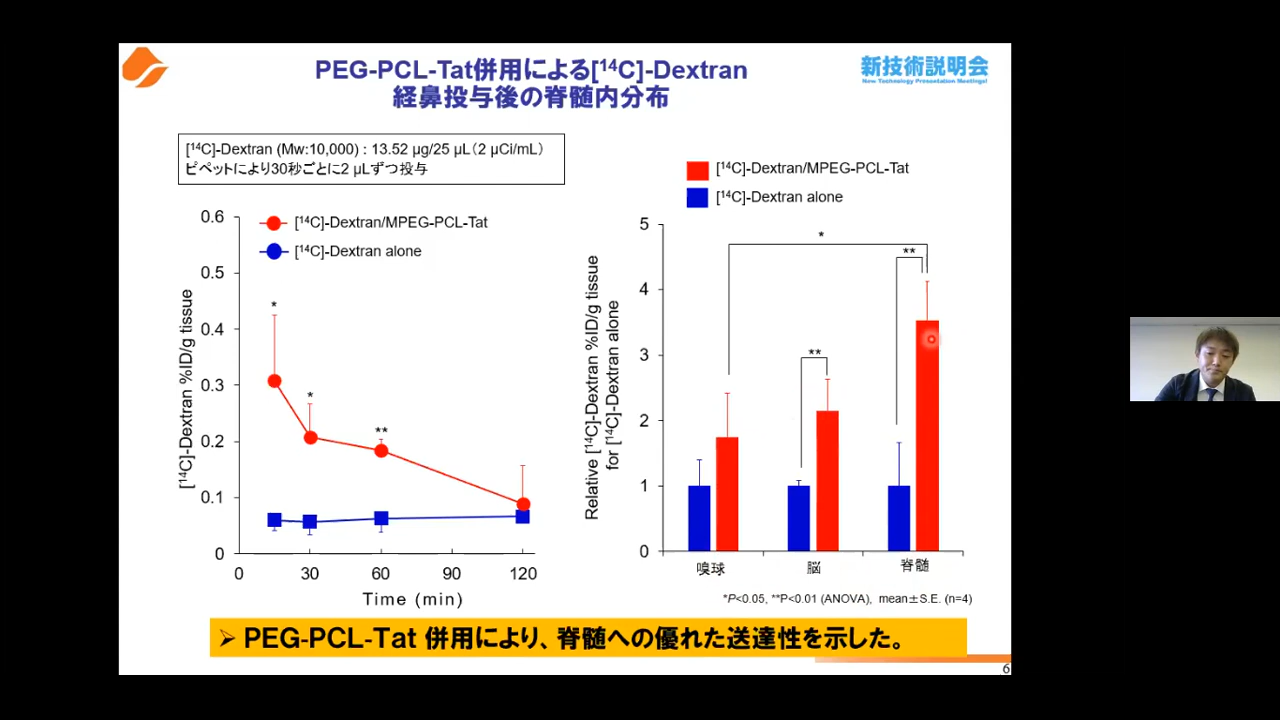 PEG-PCL-Tat併用による[¹⁴C]-Dextran
経鼻投与後の脊髄内分布
新技術説明会
New Technology Presentation Meetings!
[¹⁴C]-Dextran (Mw:10,000) : 13.52 μg/25 μL(2 μCi/mL)
ピペットにより30秒ごとに2 μLずつ投与
[¹⁴C]-Dextran/MPEG-PCL-Tat
[¹⁴C]-Dextran alone
[¹⁴C]-Dextran %ID/g tissue
0.6
0.5
0.4
0.3
0.2
0.1
0
*
*
**
0
30
60
90
120
Time (min)
[¹⁴C]-Dextran/MPEG-PCL-Tat
[¹⁴C]-Dextran alone
Relative [¹⁴C]-Dextran %ID/g tissue
for [¹⁴C]-Dextran alone
5
4
3
2
1
0
*
**
**
嗅球
脳
脊髄
*P<0.05, **P<0.01 (ANOVA), mean±S.E. (n=4)
➢ PEG-PCL-Tat 併用により、脊髄への優れた送達性を示した。
6